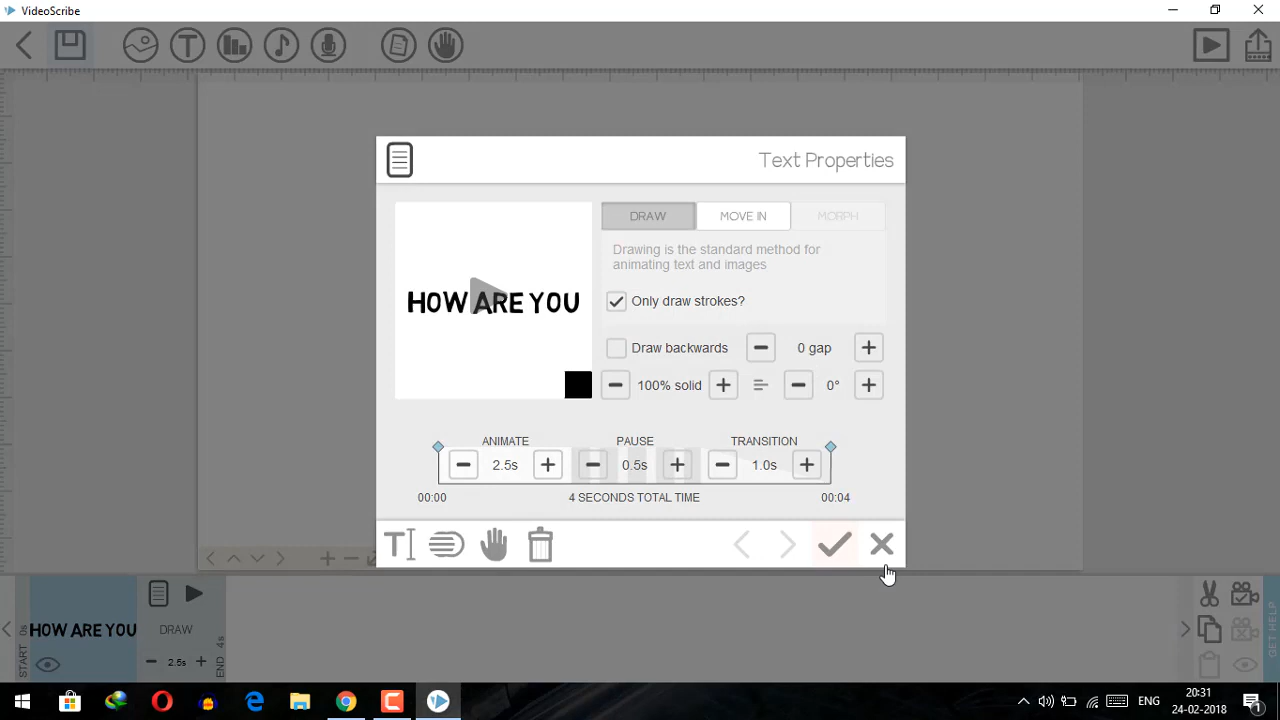 VideoScribe
Text Properties
DRAW MOVE IN MORPH
Drawing is the standard method for
animating text and images
HOW ARE YOU
Only draw strokes?
Draw backwards 0 gap
100% solid 0°
ANIMATE PAUSE TRANSITION
2.5s 0.5s 1.0s
00:00 4 SECONDS TOTAL TIME 00:04
T
START 0s
HOW ARE YOU
DRAW
2.5s
END 4s
GET HELP
ENG
20:31
24-02-2018
1